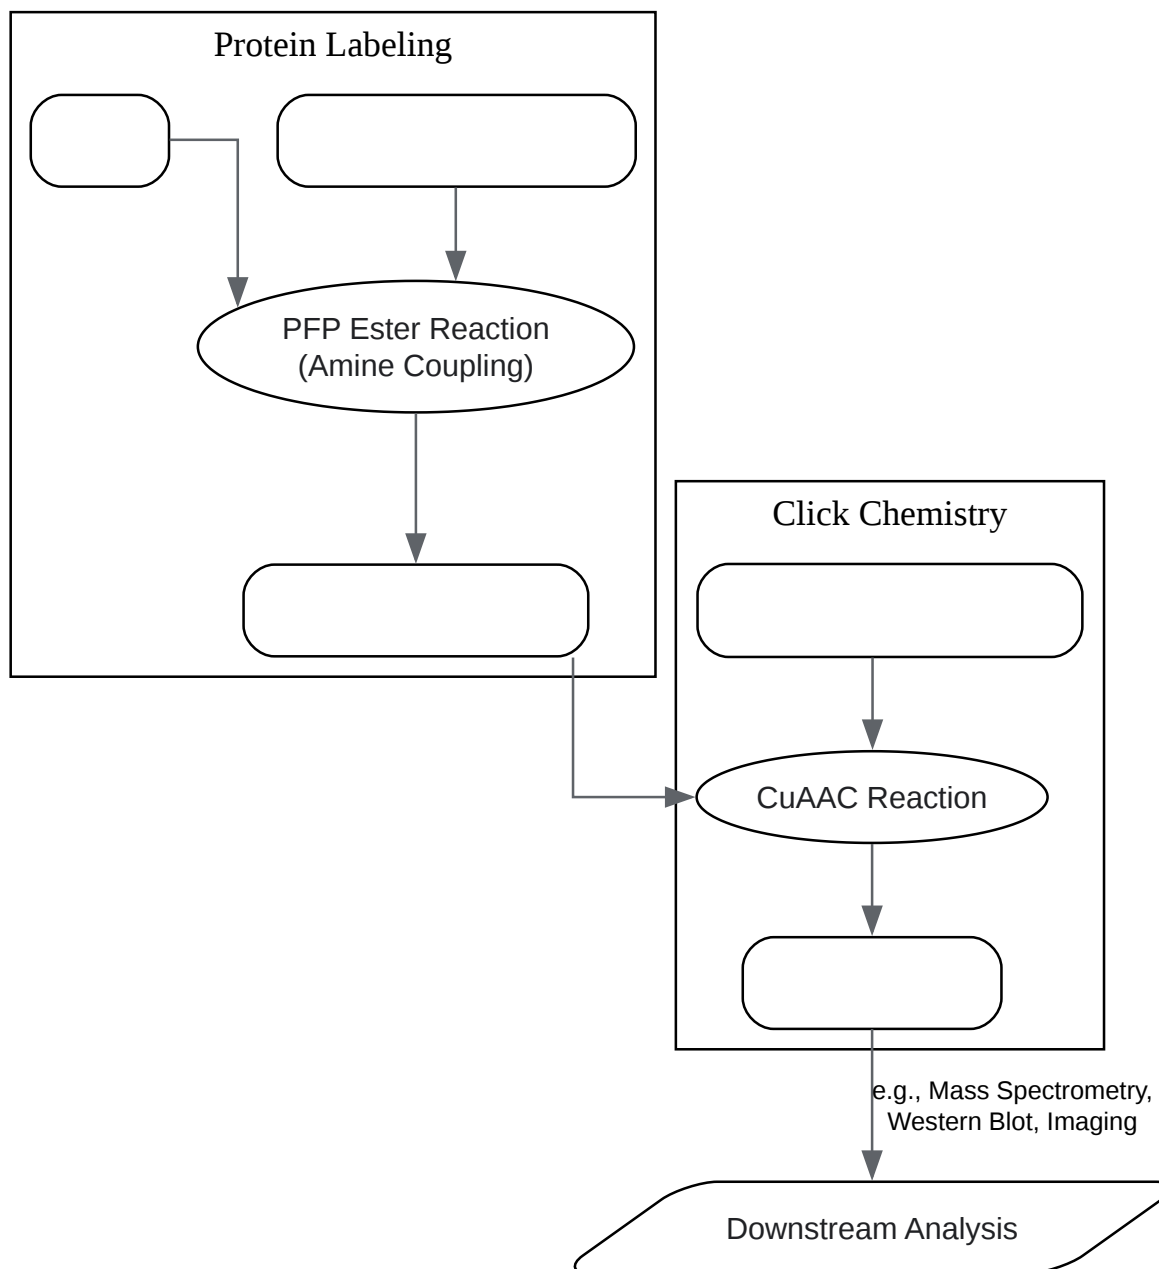 Protein Labeling
PFP Ester Reaction
(Amine Coupling)
Click Chemistry
CuAAC Reaction
e.g., Mass Spectrometry,
Western Blot, Imaging
Downstream Analysis